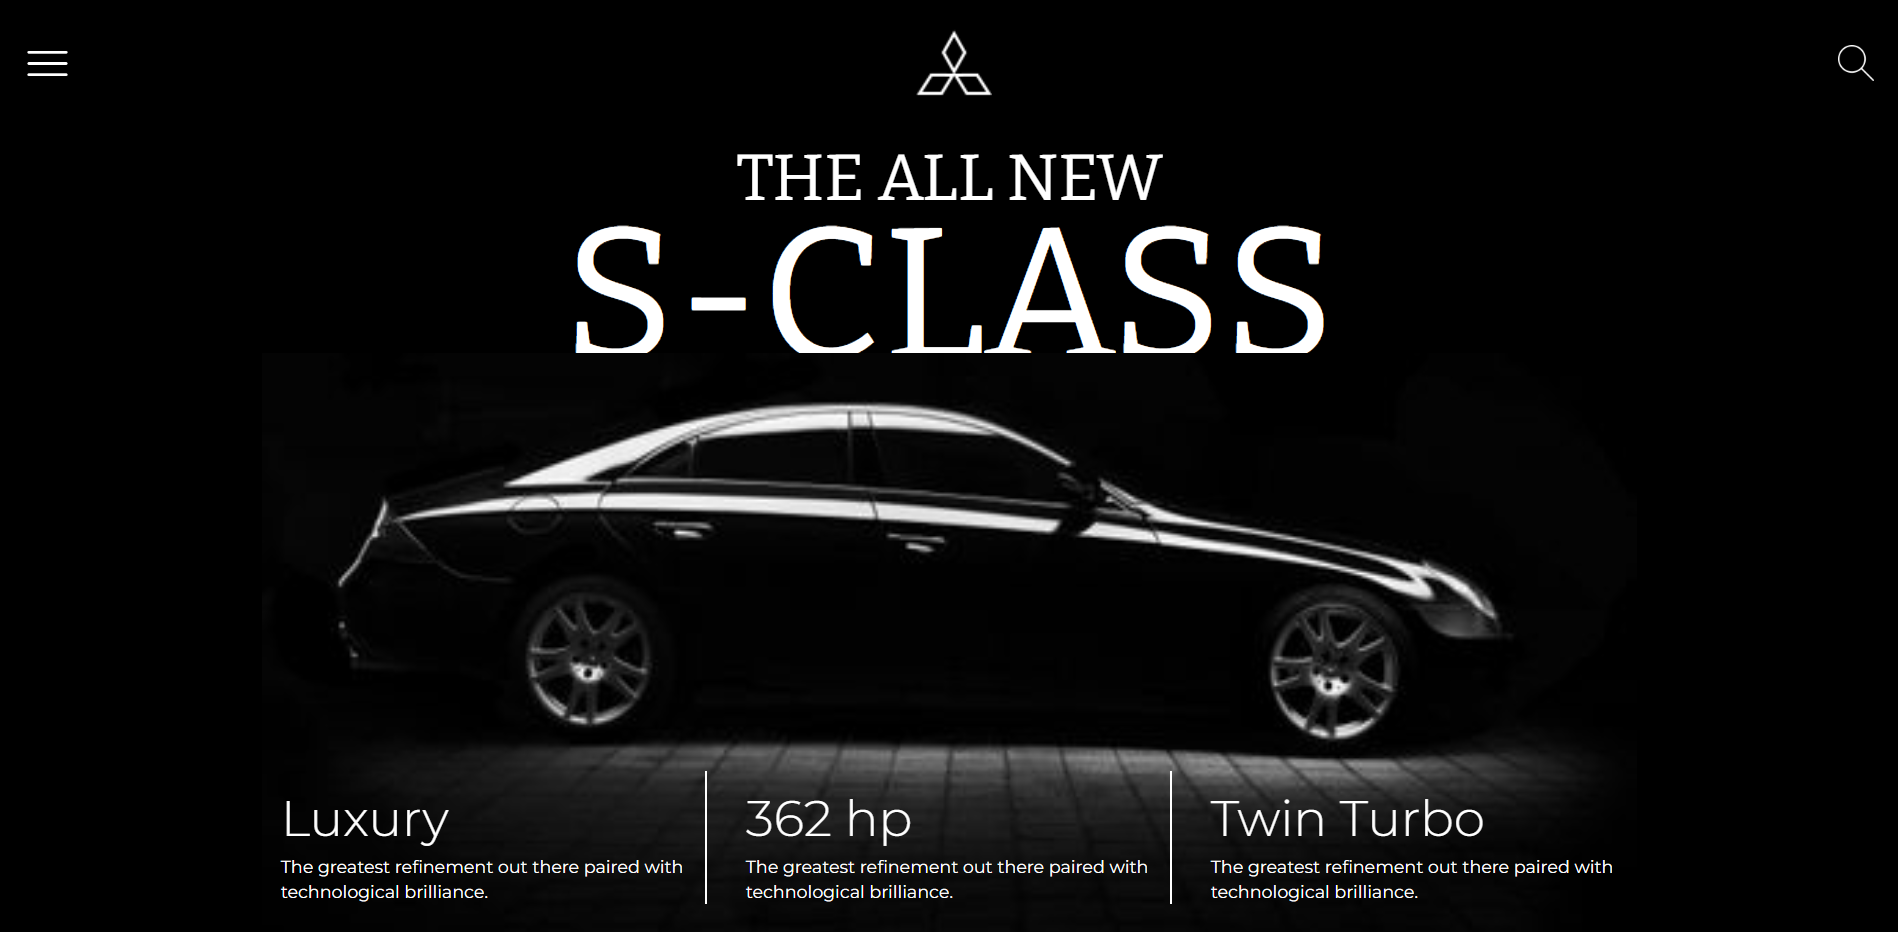 THE ALL NEW
S-CLASS
Luxury
The greatest refinement out there paired with
technological brilliance.
362 hp
The greatest refinement out there paired with
technological brilliance.
Twin Turbo
The greatest refinement out there paired with
technological brilliance.